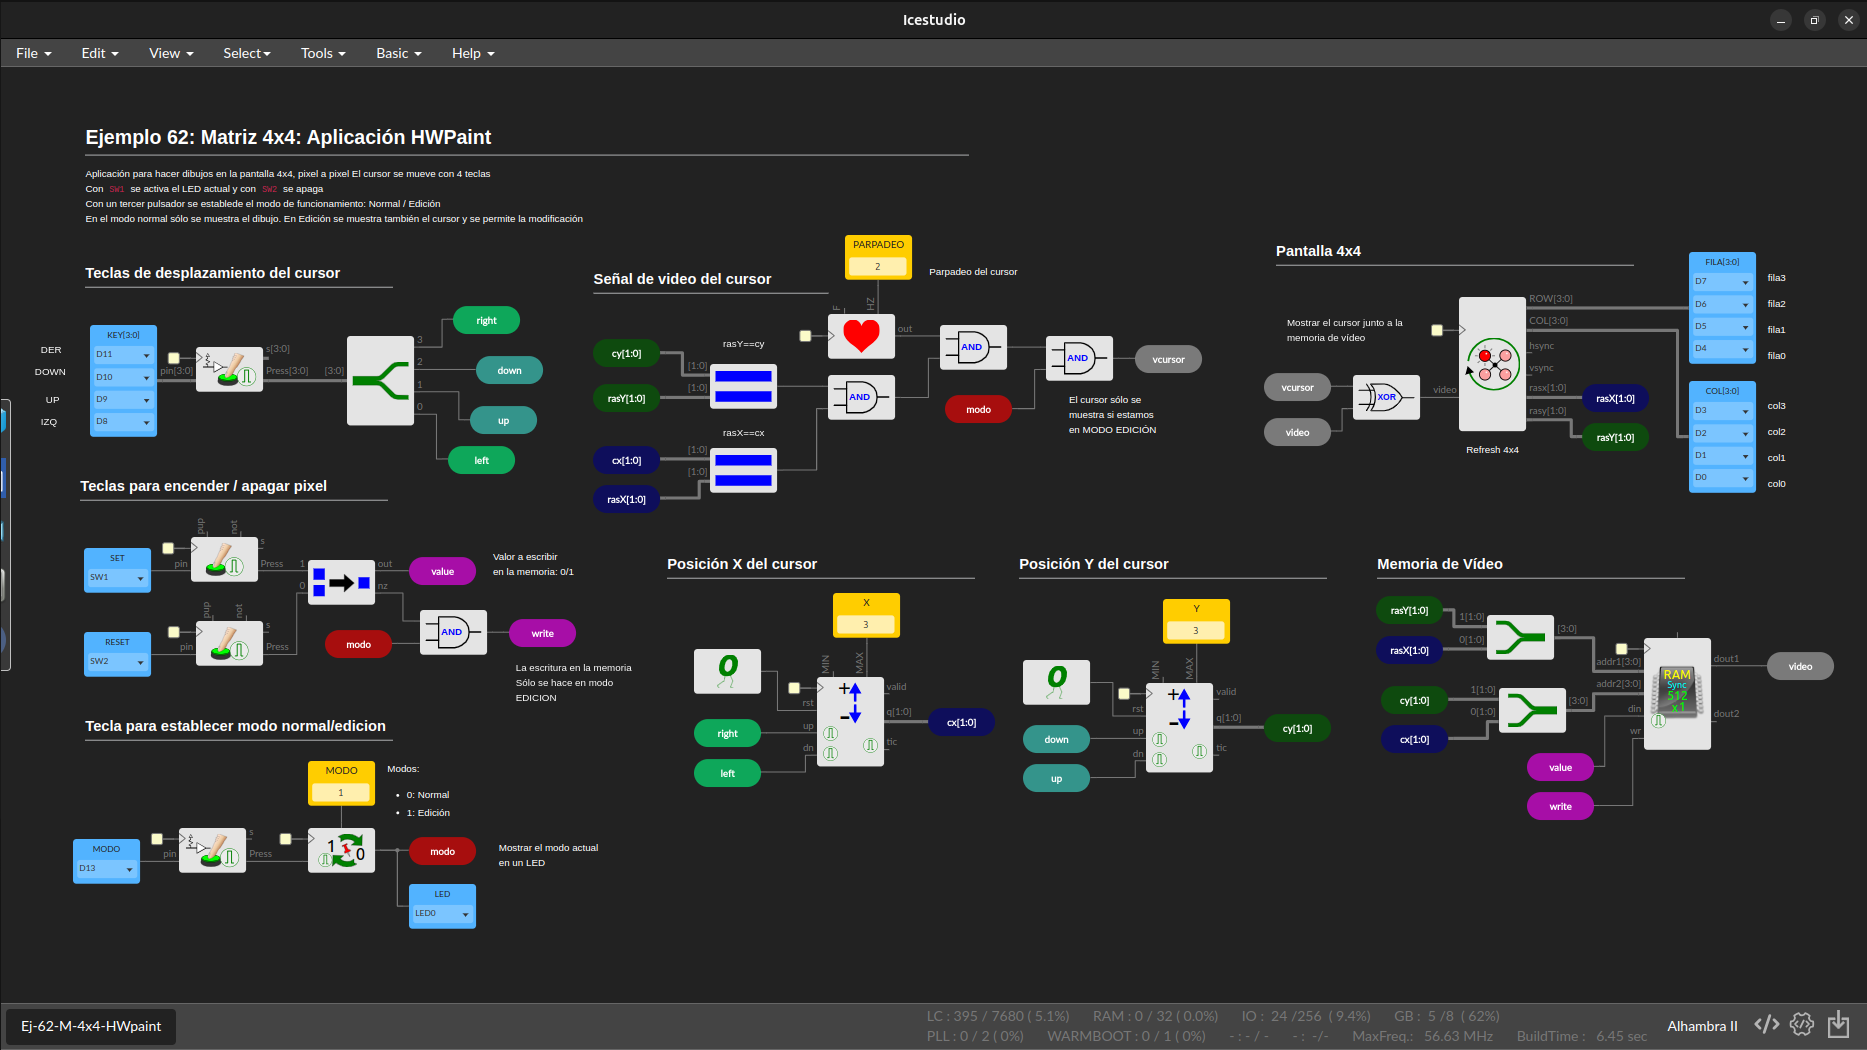 Icestudio
File
Edit
View
Select
Tools
Basic
Help
Ejemplo 62: Matriz 4x4: Aplicación HWPaint
Aplicación para hacer dibujos en la pantalla 4x4, pixel a pixel El cursor se mueve con 4 teclas
Con SW1 se activa el LED actual y con SW2 se apaga
Con un tercer pulsador se establede el modo de funcionamiento: Normal / Edición
En el modo normal sólo se muestra el dibujo. En Edición se muestra también el cursor y se permite la modificación
Teclas de desplazamiento del cursor
DER
DOWN
UP
IZQ
KEY[3:0]
D11
D10
D9
D8
s[3:0]
pin[3:0]
Press[3:0]
[3:0]
3
2
1
0
right
down
up
left
Señal de video del cursor
PARPADEO
2
Parpadeo del cursor
F
HZ
out
cy[1:0]
rasY[1:0]
rasY==cy
[1:0]
[1:0]
cx[1:0]
rasX[1:0]
rasX==cx
[1:0]
[1:0]
AND
AND
AND
modo
vcursor
El cursor sólo se
muestra si estamos
en MODO EDICIÓN
Pantalla 4x4
Mostrar el cursor junto a la
memoria de vídeo
vcursor
video
XOR
video
ROW[3:0]
COL[3:0]
hsync
vsync
rasx[1:0]
rasy[1:0]
Refresh 4x4
rasX[1:0]
rasY[1:0]
FILA[3:0]
D7
D6
D5
D4
fila3
fila2
fila1
fila0
COL[3:0]
D3
D2
D1
D0
col3
col2
col1
col0
Teclas para encender / apagar pixel
SET
SW1
pup
not
pin
s
Press
RESET
SW2
pup
not
pin
s
Press
1
0
out
nz
value
Valor a escribir
en la memoria: 0/1
modo
AND
write
La escritura en la memoria
Sólo se hace en modo
EDICION
Tecla para establecer modo normal/edicion
MODO
1
Modos:
• 0: Normal
• 1: Edición
MODO
D13
pin
s
Press
1
0
modo
LED
LED0
Mostrar el modo actual
en un LED
Posición X del cursor
X
3
0
MIN
MAX
rst
up
dn
valid
q[1:0]
tic
right
left
cx[1:0]
Posición Y del cursor
Y
3
0
MIN
MAX
rst
up
dn
valid
q[1:0]
tic
down
up
cy[1:0]
Memoria de Vídeo
rasY[1:0]
rasX[1:0]
1[1:0]
0[1:0]
[3:0]
cy[1:0]
cx[1:0]
1[1:0]
0[1:0]
[3:0]
addr1[3:0]
addr2[3:0]
din
wr
RAM
Sync
512
x1
dout1
dout2
video
value
write
Ej-62-M-4x4-HWpaint
LC : 395 / 7680 ( 5.1%) RAM : 0 / 32 ( 0.0%) IO : 24 /256 ( 9.4%) GB : 5 /8 ( 62%)
PLL : 0 / 2 ( 0%) WARMBOOT : 0 / 1 ( 0%) - : - / - - : -/- MaxFreq.: 56.63 MHz BuildTime : 6.45 sec
Alhambra II